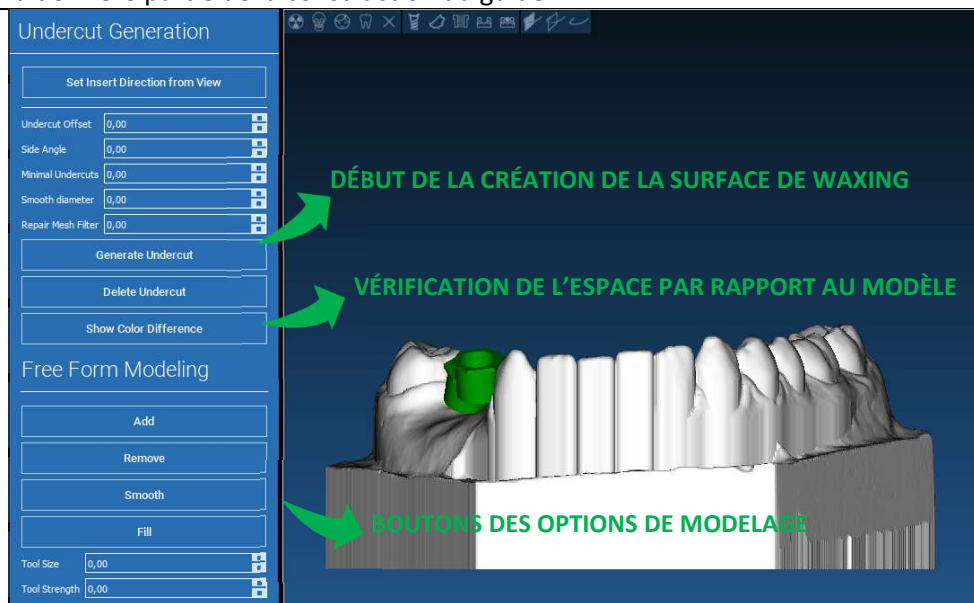 Undercut Generation
Set Insert Direction from View
Undercut Offset 0,00
Side Angle 0,00
Minimal Undercuts 0,00
Smooth diameter 0,00
Repair Mesh Filter 0,00
Generate Undercut
Delete Undercut
Show Color Difference
Free Form Modeling
Add
Remove
Smooth
Fill
Tool Size 0,00
Tool Strength 0,00
DÉBUT DE LA CRÉATION DE LA SURFACE DE WAXING
VÉRIFICATION DE L'ESPACE PAR RAPPORT AU MODÈLE
BOUTONS DES OPTIONS DE MODELAGE